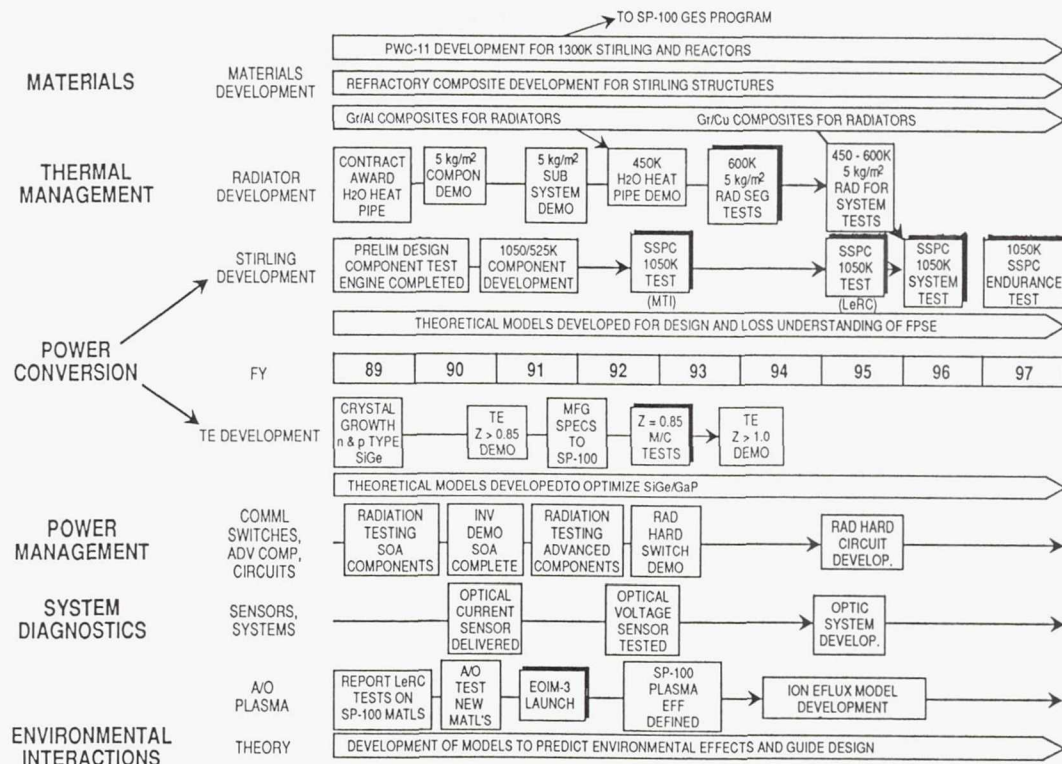 TO SP-100 GES PROGRAM
PWC-11 DEVELOPMENT FOR 1300K STIRLING AND REACTORS
MATERIALS
MATERIALS
DEVELOPMENT
REFRACTORY COMPOSITE DEVELOPMENT FOR STIRLING STRUCTURES
Gr/Al COMPOSITES FOR RADIATORS
Gr/Cu COMPOSITES FOR RADIATORS
THERMAL
MANAGEMENT
RADIATOR
DEVELOPMENT
CONTRACT
AWARD
H2O HEAT
PIPE
5 kg/m²
COMPON
DEMO
5 kg/m²
SUB
SYSTEM
DEMO
450K
H2O HEAT
PIPE DEMO
600K
5 kg/m²
RAD SEG
TESTS
450 - 600K
5 kg/m²
RAD FOR
SYSTEM
TESTS
STIRLING
DEVELOPMENT
PRELIM DESIGN
COMPONENT TEST
ENGINE COMPLETED
1050/525K
COMPONENT
DEVELOPMENT
SSPC
1050K
TEST
(MTI)
SSPC
1050K
TEST
(LeRC)
SSPC
1050K
SYSTEM
TEST
1050K
SSPC
ENDURANCE
TEST
THEORETICAL MODELS DEVELOPED FOR DESIGN AND LOSS UNDERSTANDING OF FPSE
POWER
CONVERSION
FY
89
90
91
92
93
94
95
96
97
TE DEVELOPMENT
CRYSTAL
GROWTH
n & p TYPE
SiGe
TE
Z > 0.85
DEMO
MFG
SPECS
TO
SP-100
Z = 0.85
M/C
TESTS
TE
Z > 1.0
DEMO
THEORETICAL MODELS DEVELOPEDTO OPTIMIZE SiGe/GaP
POWER
MANAGEMENT
COMML
SWITCHES,
ADV COMP,
CIRCUITS
RADIATION
TESTING
SOA
COMPONENTS
INV
DEMO
SOA
COMPLETE
RADIATION
TESTING
ADVANCED
COMPONENTS
RAD
HARD
SWITCH
DEMO
RAD HARD
CIRCUIT
DEVELOP.
SYSTEM
DIAGNOSTICS
SENSORS,
SYSTEMS
OPTICAL
CURRENT
SENSOR
DELIVERED
OPTICAL
VOLTAGE
SENSOR
TESTED
OPTIC
SYSTEM
DEVELOP.
A/O
PLASMA
REPORT LeRC
TESTS ON
SP-100 MATLS
A/O
TEST
NEW
MATL'S
EOIM-3
LAUNCH
SP-100
PLASMA
EFF
DEFINED
ION EFLUX MODEL
DEVELOPMENT
ENVIRONMENTAL
INTERACTIONS
THEORY
DEVELOPMENT OF MODELS TO PREDICT ENVIRONMENTAL EFFECTS AND GUIDE DESIGN